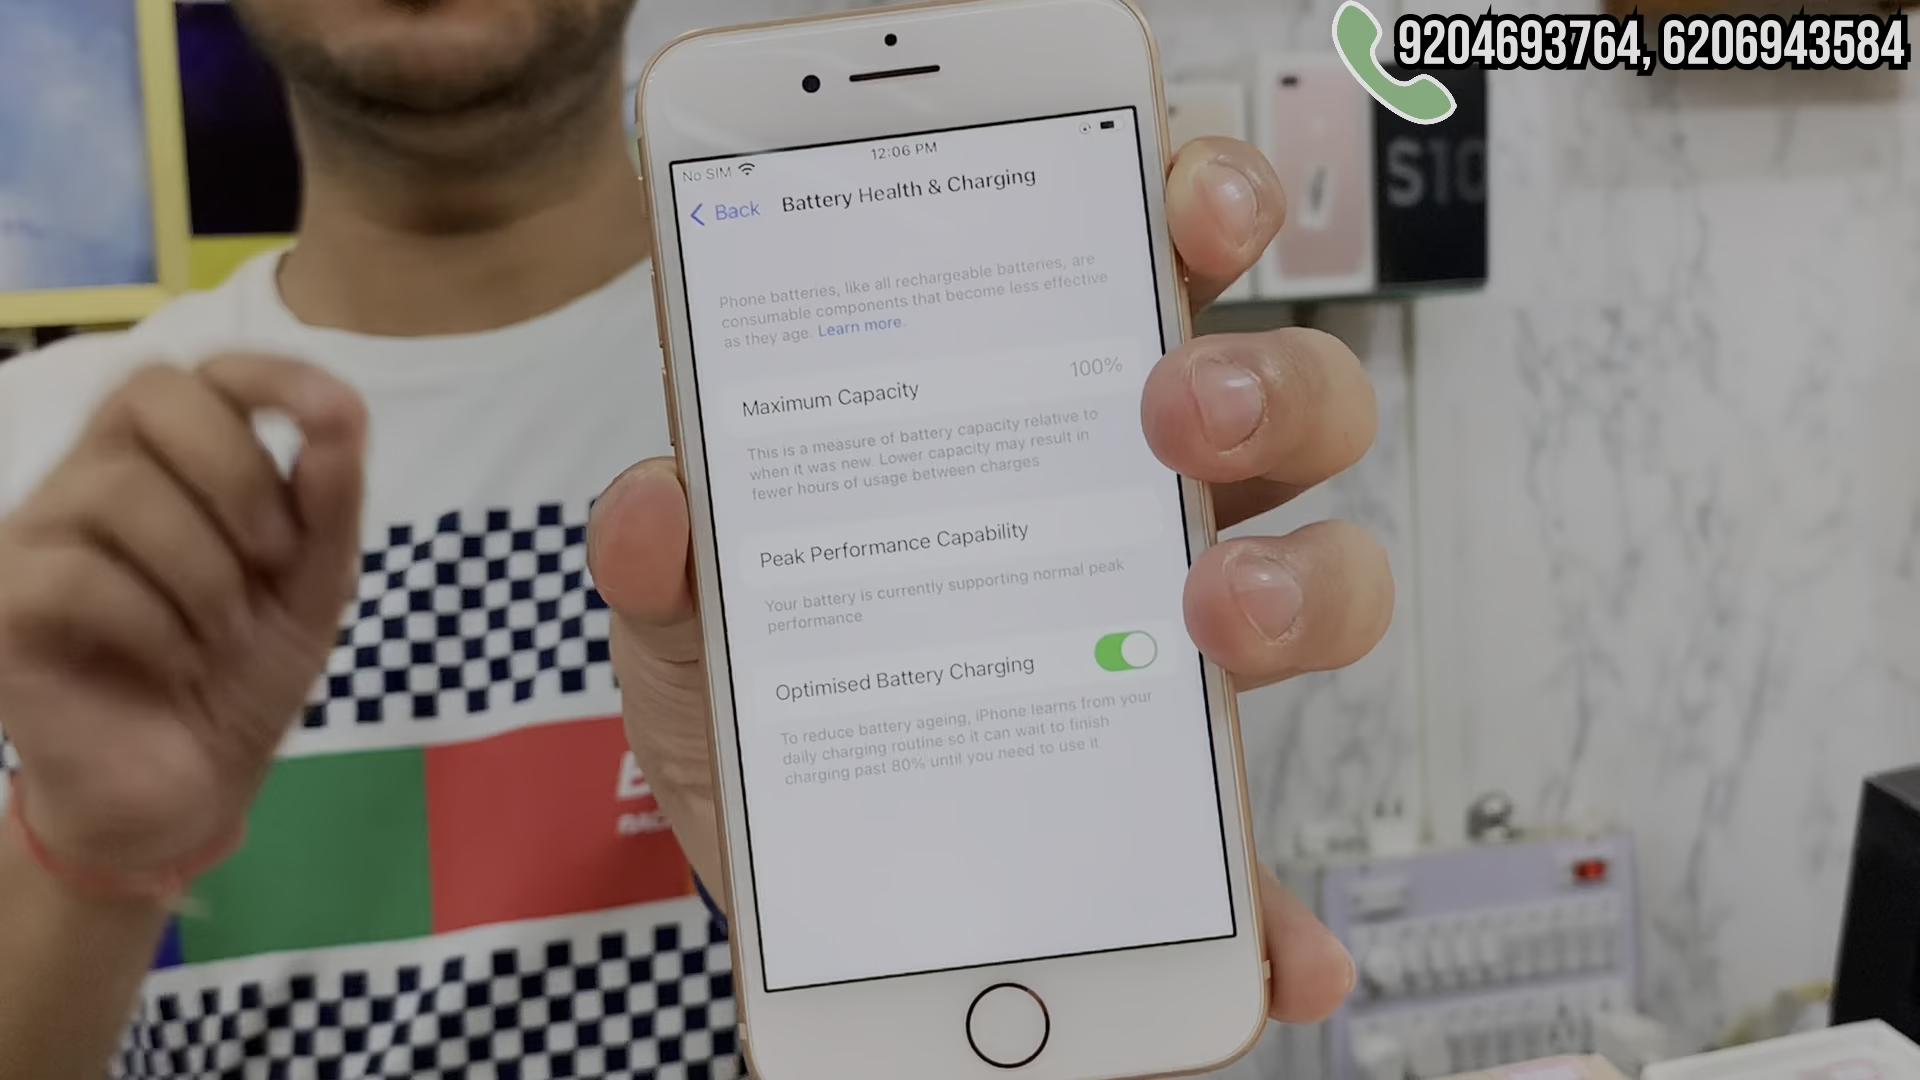 9204693764, 6206943584
S10
No SIM
12:06 PM
Back
Battery Health & Charging
Phone batteries, like all rechargeable batteries, are
consumable components that become less effective
as they age. Learn more.
Maximum Capacity
100%
This is a measure of battery capacity relative to
when it was new. Lower capacity may result in
fewer hours of usage between charges
Peak Performance Capability
Your battery is currently supporting normal peak
performance
Optimised Battery Charging
To reduce battery ageing, iPhone learns from your
daily charging routine so it can wait to finish
charging past 80% until you need to use it